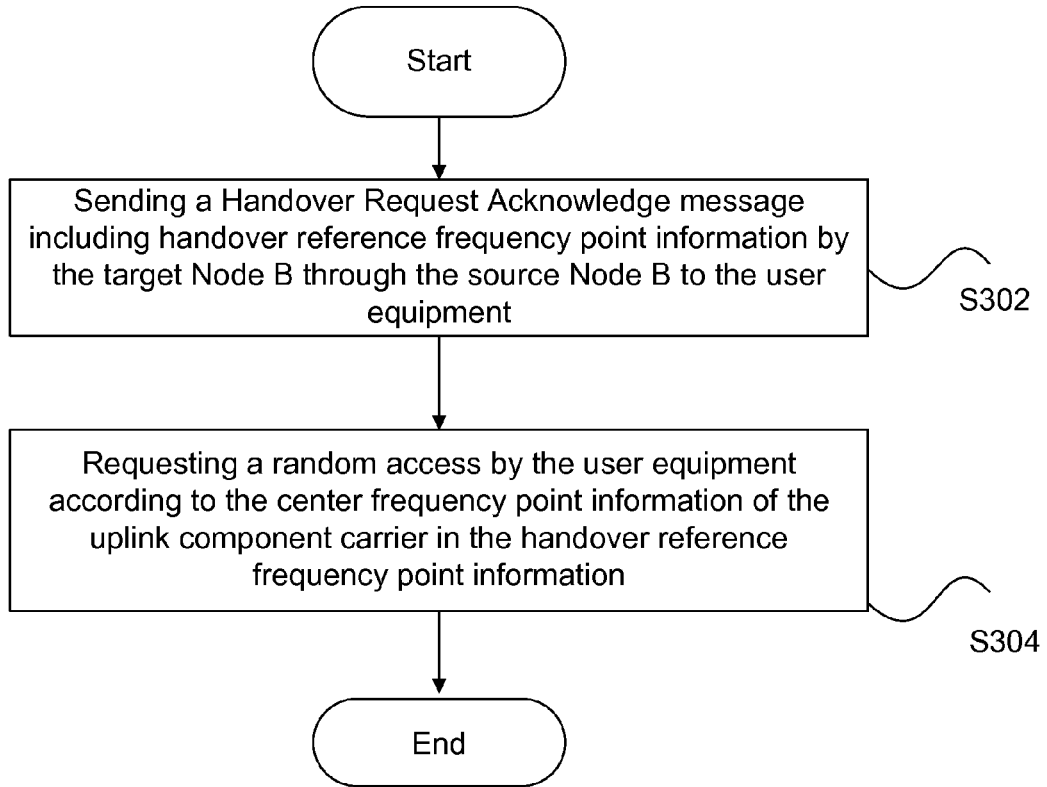 Start
Sending a Handover Request Acknowledge message
including handover reference frequency point information by
the target Node B through the source Node B to the user
equipment
S302
Requesting a random access by the user equipment
according to the center frequency point information of the
uplink component carrier in the handover reference
frequency point information
S304
End